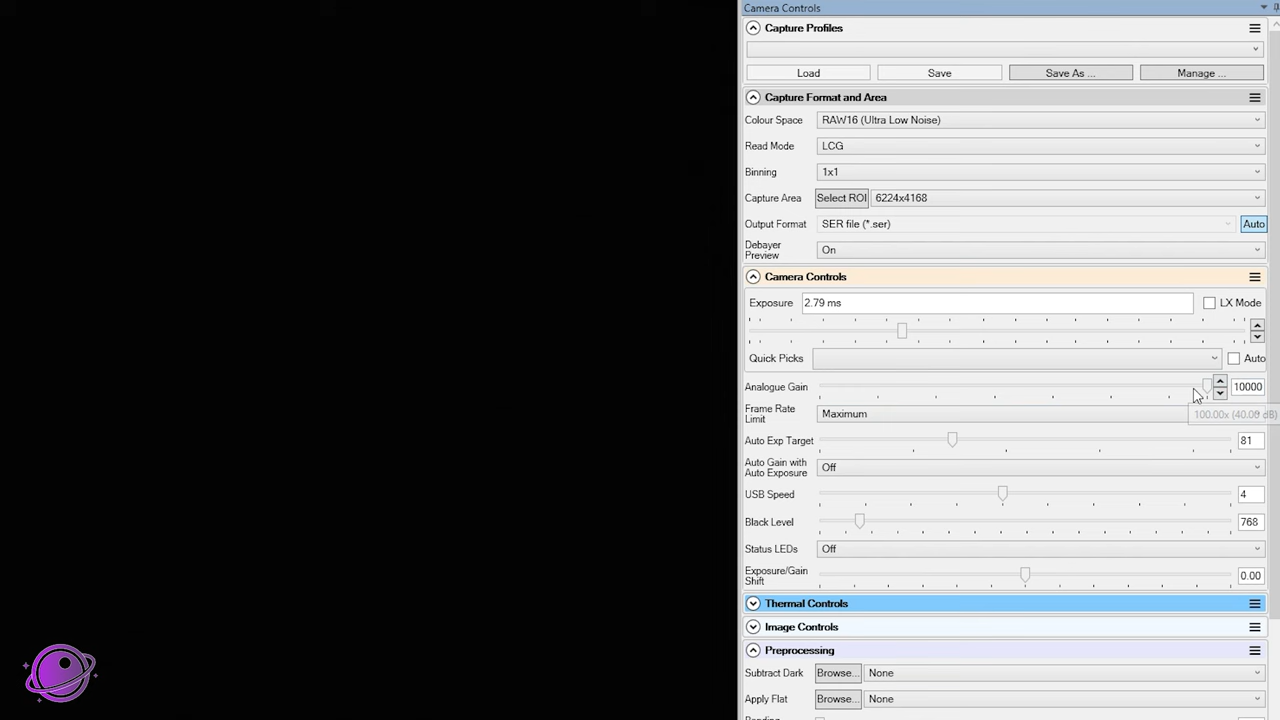 Camera Controls
Capture Profiles
Load Save Save As ... Manage ...
Capture Format and Area
Colour Space RAW16 (Ultra Low Noise)
Read Mode LCG
Binning 1x1
Capture Area Select ROI 6224x4168
Output Format SER file (*.ser) Auto
Debayer
Preview On
Camera Controls
Exposure 2.79 ms LX Mode
Quick Picks Auto
Analogue Gain 10000
Frame Rate
Limit Maximum 100.00x (40.00 dB)
Auto Exp Target 81
Auto Gain with
Auto Exposure Off
USB Speed 4
Black Level 768
Status LEDs Off
Exposure/Gain
Shift 0.00
Thermal Controls
Image Controls
Preprocessing
Subtract Dark Browse... None
Apply Flat Browse... None